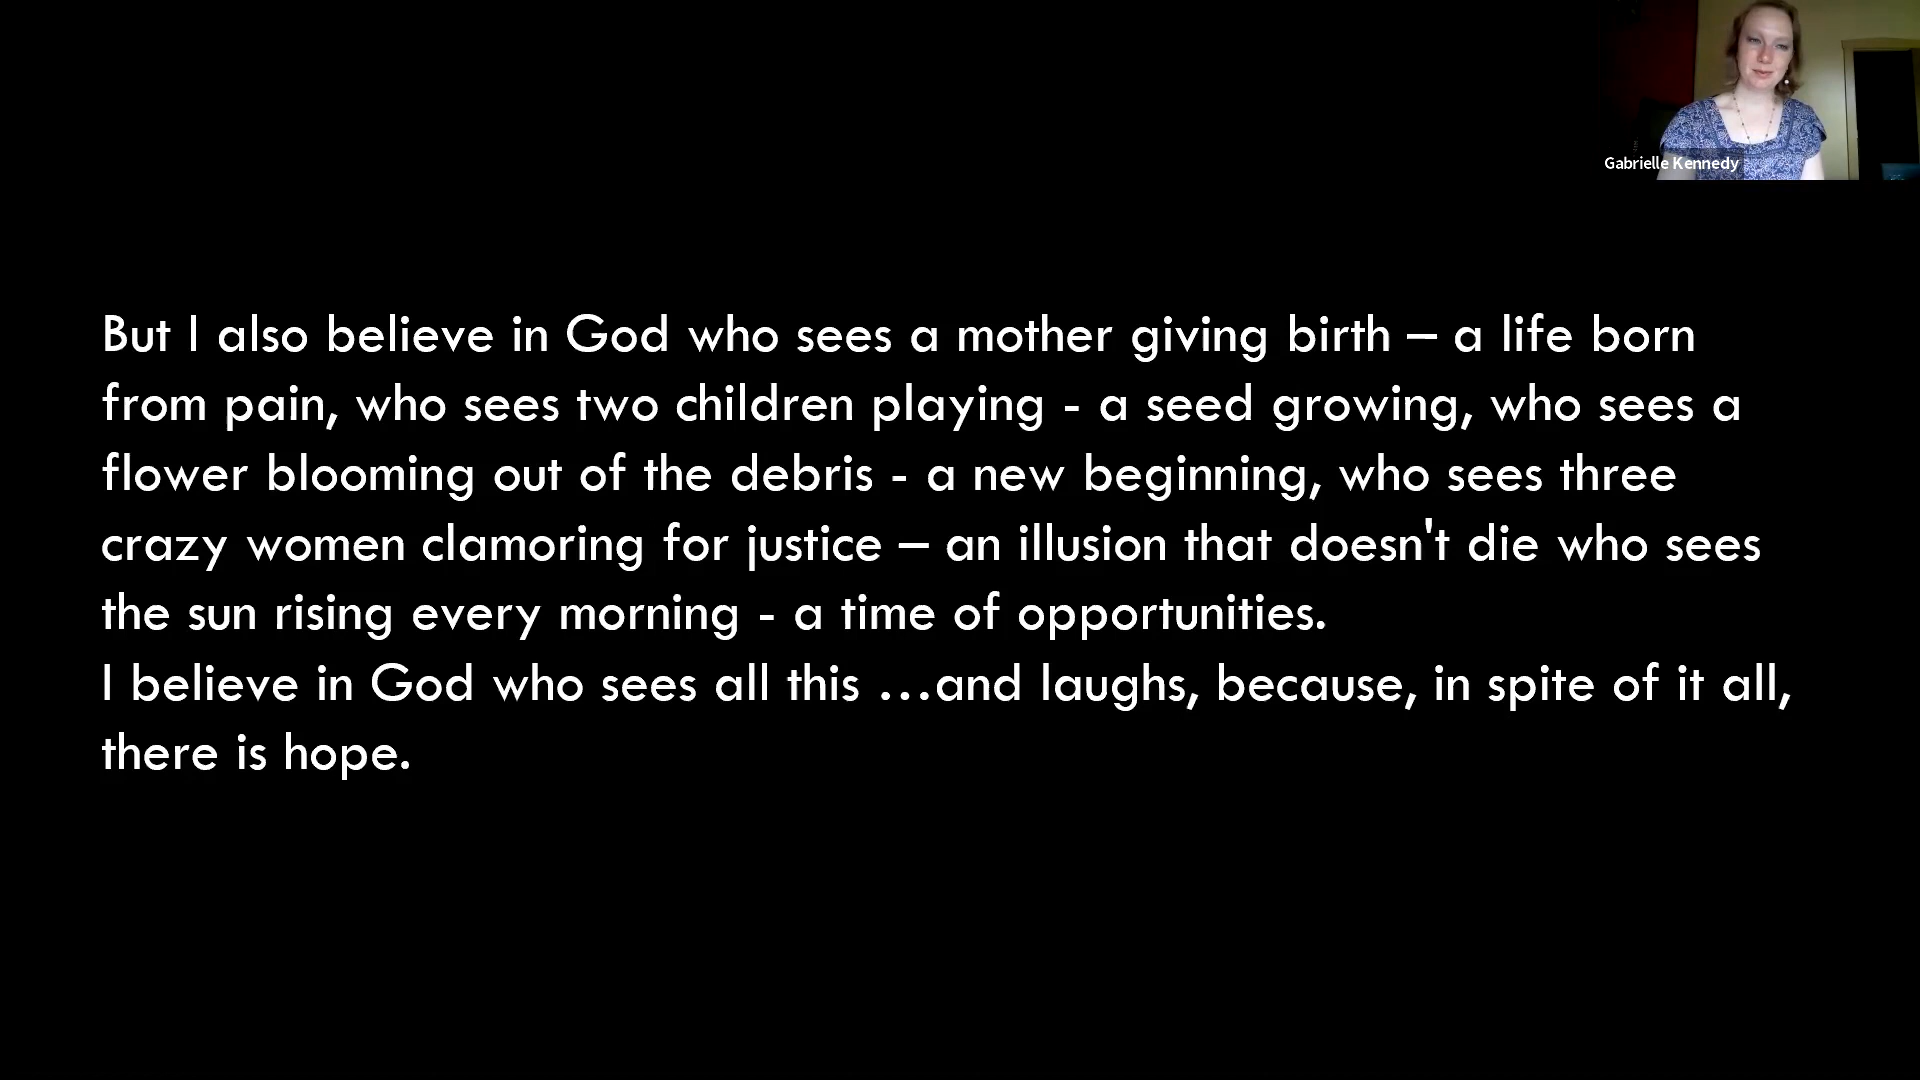 Gabrielle Kennedy
But I also believe in God who sees a mother giving birth – a life born
from pain, who sees two children playing - a seed growing, who sees a
flower blooming out of the debris - a new beginning, who sees three
crazy women clamoring for justice – an illusion that doesn't die who sees
the sun rising every morning - a time of opportunities.
I believe in God who sees all this …and laughs, because, in spite of it all,
there is hope.